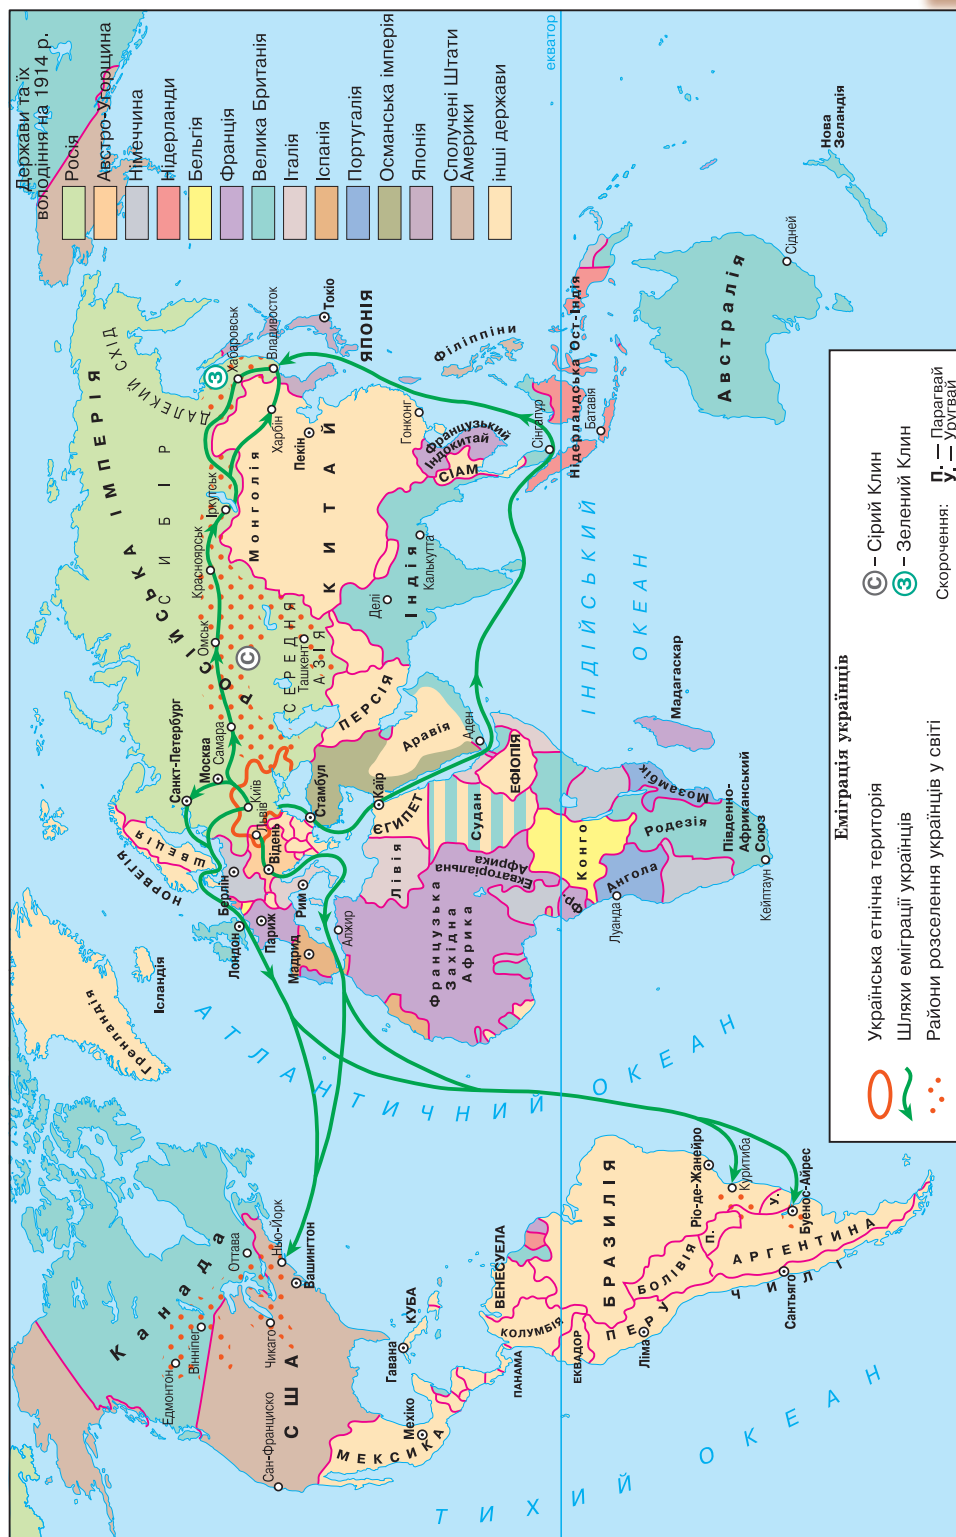 Держави та їх
володіння на 1914 р.
Росія
Австро-Угорщина
Німеччина
Нідерланди
Бельгія
Франція
Велика Британія
Італія
Іспанія
Португалія
Османська імперія
Японія
Сполучені Штати
Америки
інші держави
екватор
Канада
Едмонтон
Вінніпег
Оттава
Сан-Франциско
США
Чикаго
Нью-Йорк
Вашингтон
МЕКСИКА
Мехіко
Гавана
КУБА
ПАНАМА
ВЕНЕСУЕЛА
КОЛУМБІЯ
ЕКВАДОР
ПЕРУ
Ліма
БРАЗИЛІЯ
БОЛІВІЯ
П.
У.
Ріо-де-Жанейро
Куритиба
Буенос-Айрес
АРГЕНТИНА
ЧИЛІ
Сантьяго
ТИХИЙ ОКЕАН
АТЛАНТИЧНИЙ ОКЕАН
Гренландія
Ісландія
НОРВЕГІЯ
ШВЕЦІЯ
Санкт-Петербург
Москва
Самара
Київ
Львів
Відень
Берлін
Лондон
Париж
Мадрид
Рим
Алжир
Стамбул
Каїр
ЄГИПЕТ
ЛІВІЯ
Французька
Західна
Африка
Екваторіальна
Африка
Фр.
Судан
ЕФІОПІЯ
Аден
Аравія
ПЕРСІЯ
Конго
Ангола
Луанда
Родезія
Мозамбік
Мадагаскар
Південно-
Африканський
Союз
Кейптаун
РОСІЙСЬКА ІМПЕРІЯ
СИБІР
ДАЛЕКИЙ СХІД
СЕРЕДНЯ
АЗІЯ
Ташкент
С
Омськ
Красноярськ
Іркутськ
Хабаровськ
З
Владивосток
Харбін
Монголія
КИТАЙ
Пекін
Токіо
ЯПОНІЯ
Гонконг
Філіппіни
Французький
Індокитай
СІАМ
Індія
Делі
Калькутта
Сінгапур
Батавія
Нідерландська Ост-Індія
ІНДІЙСЬКИЙ
ОКЕАН
Австралія
Сідней
Нова
Зеландія
Еміграція українців
Українська етнічна територія
Шляхи еміграції українців
Райони розселення українців у світі
С – Сірий Клин
З – Зелений Клин
Скорочення:
П. — Парагвай
У. — Уругвай